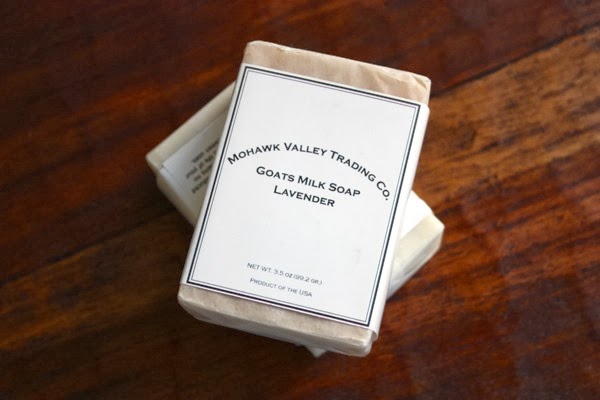 Mohawk Valley Trading Co.
Goats Milk Soap
Lavender
Net Wt. 3.5 oz (99.2 gr.)
Product of the USA